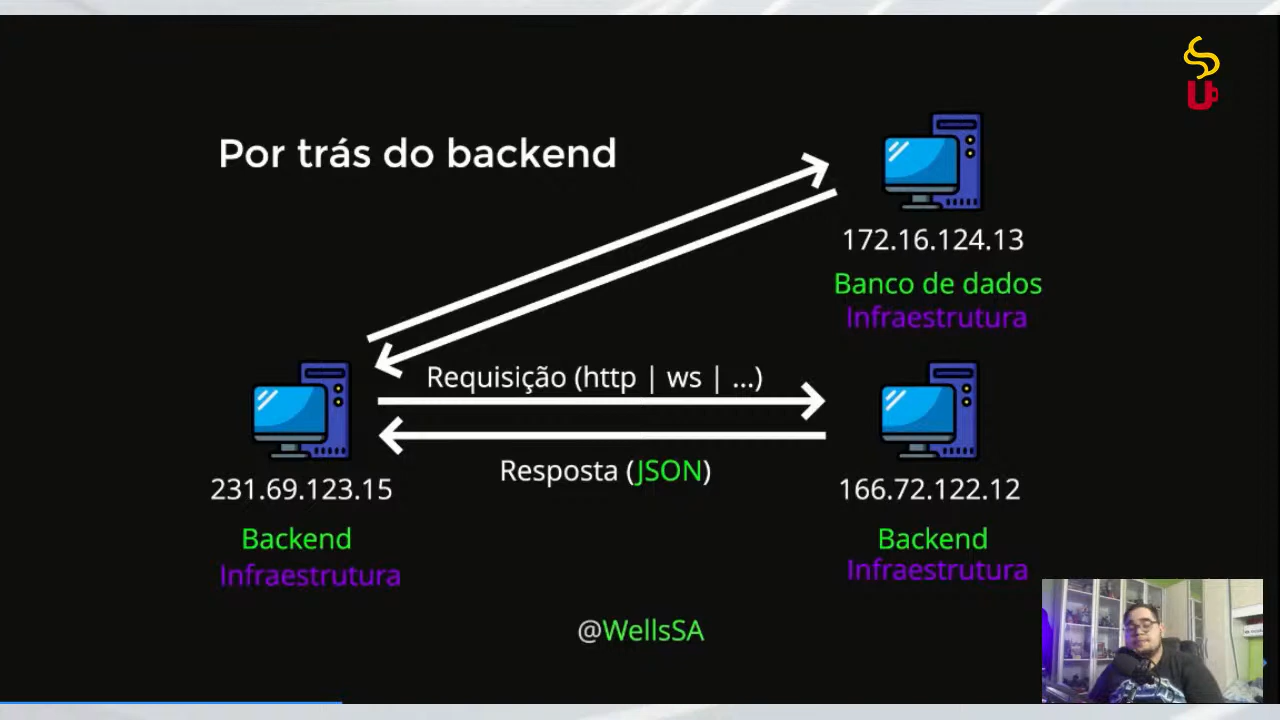 Por trás do backend
172.16.124.13
Banco de dados
Infraestrutura
Requisição (http | ws | ...)
Resposta (JSON)
231.69.123.15
Backend
Infraestrutura
166.72.122.12
Backend
Infraestrutura
@WellsSA